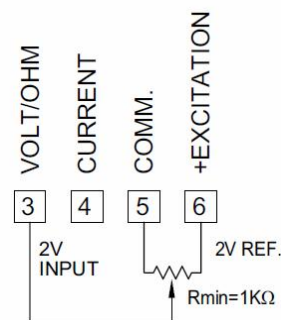 VOLT/OHM
CURRENT
COMM.
+EXCITATION
3 4 5 6
2V
INPUT
2V REF.
Rmin=1KΩ